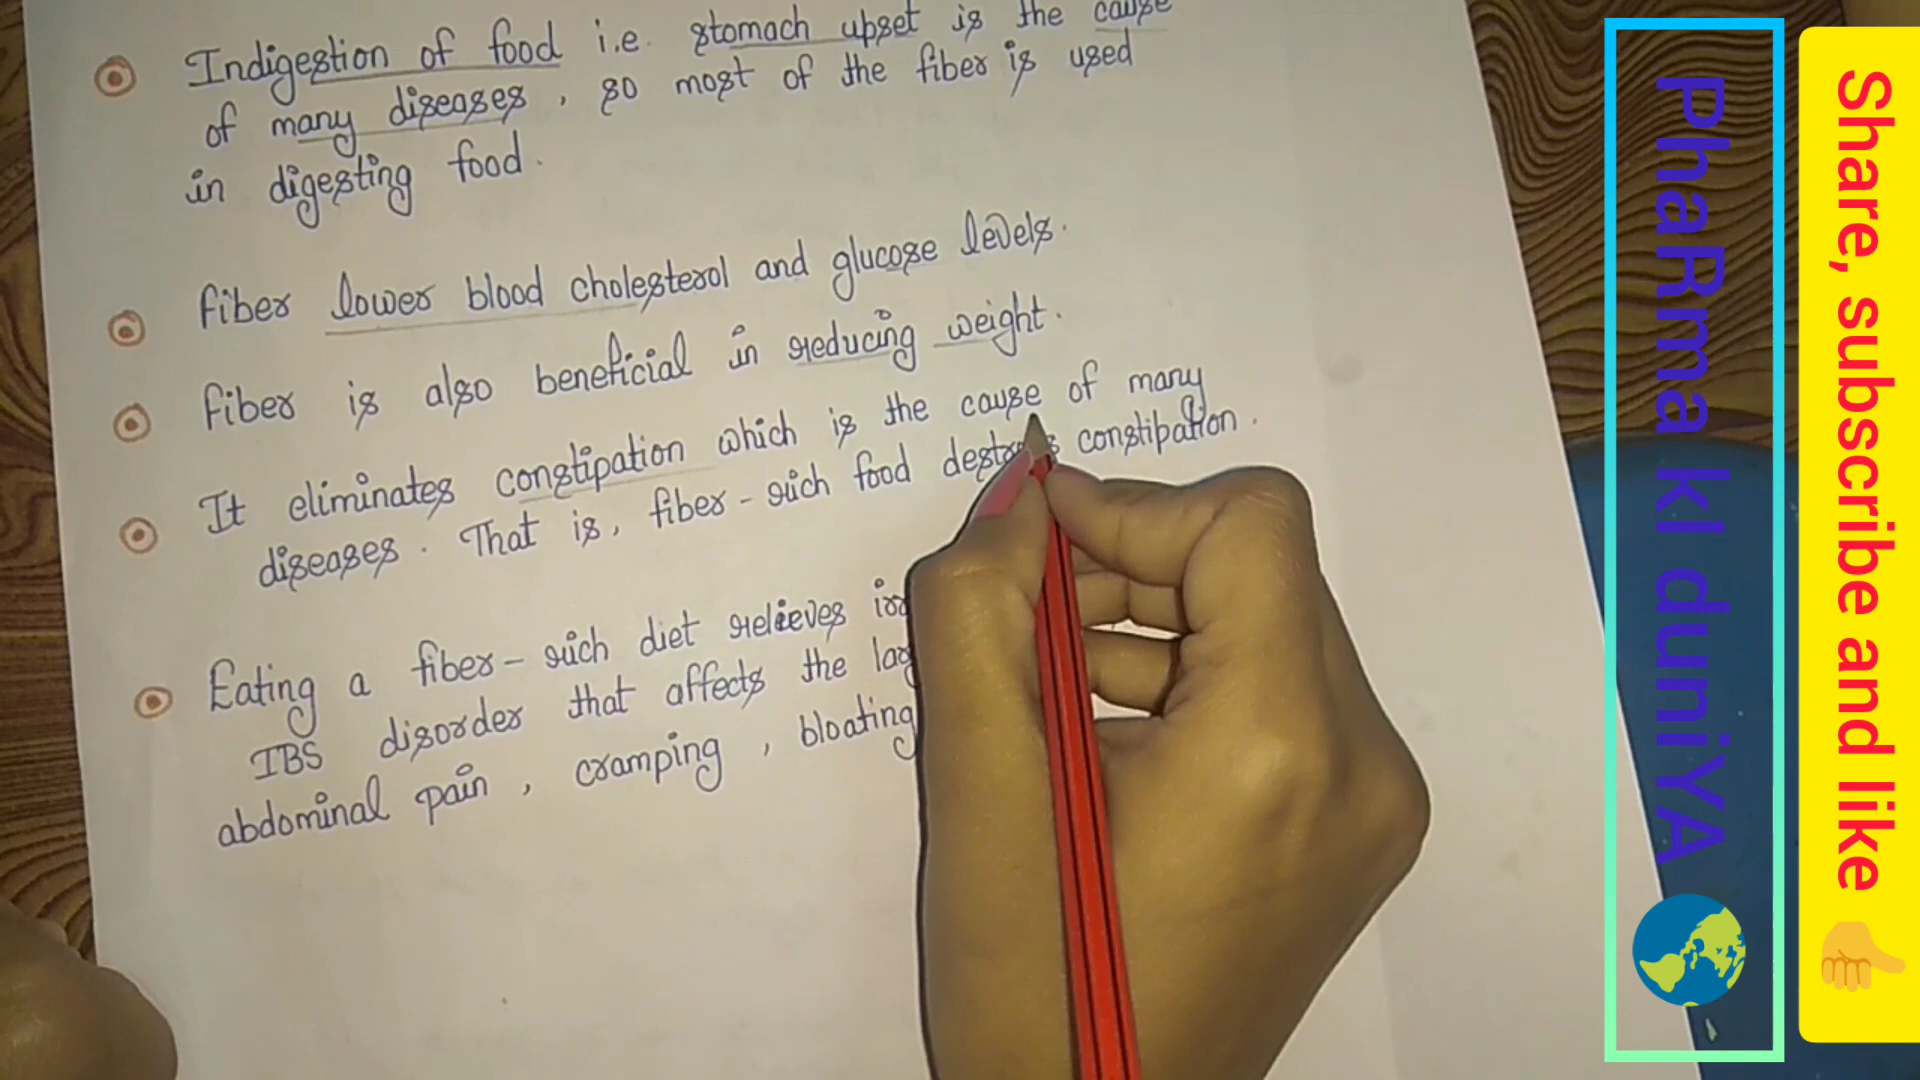 Indigestion of food i.e. stomach upset is the cause
of many diseases, so most of the fiber is used
in digesting food.
fiber lower blood cholesterol and glucose levels.
fiber is also beneficial in reducing weight.
It eliminates constipation which is the cause of many
diseases. That is, fiber-rich food constipation.
Eating a fiber-rich diet relieves
IBS disorder that affects the
abdominal pain, cramping, bloating
PhaRma kI dunIYA
Share, subscribe and like